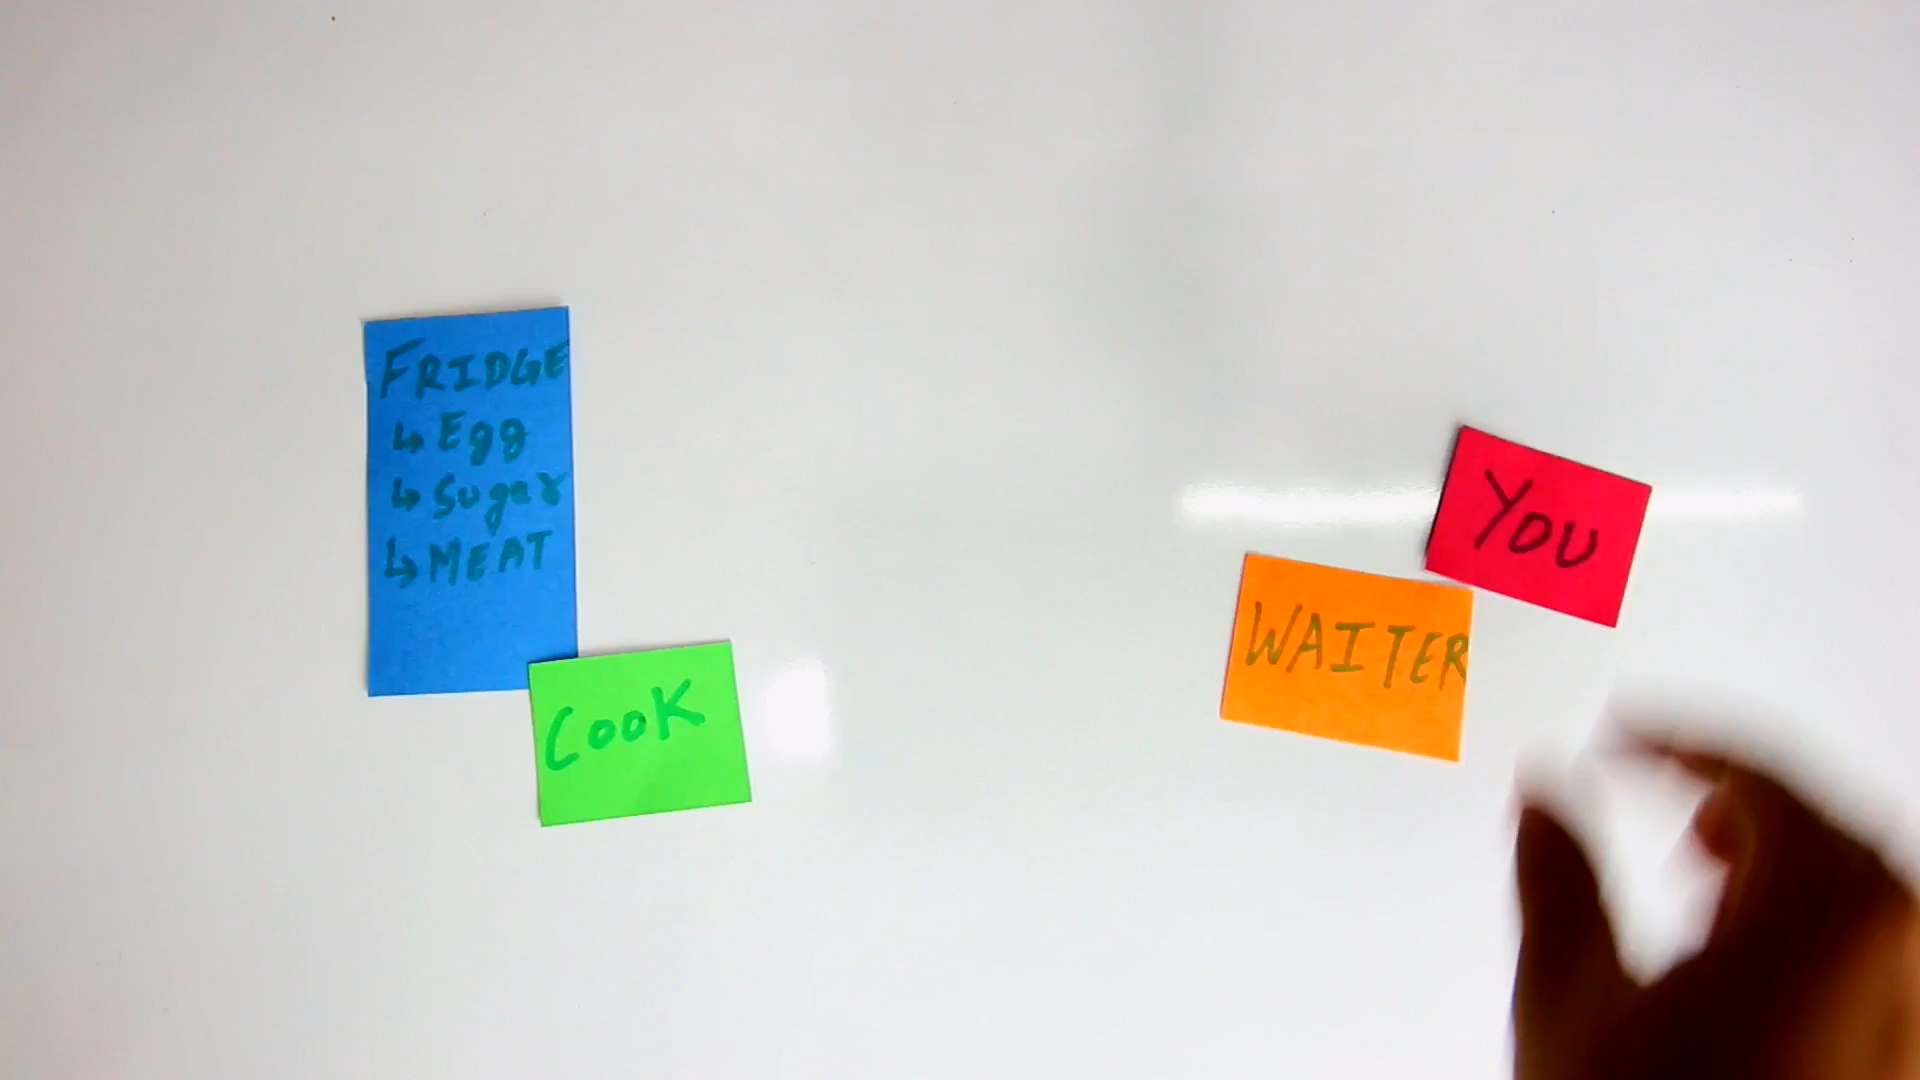 FRIDGE
↳ Egg
↳ Sugar
↳ MEAT
COOK
YOU
WAITER